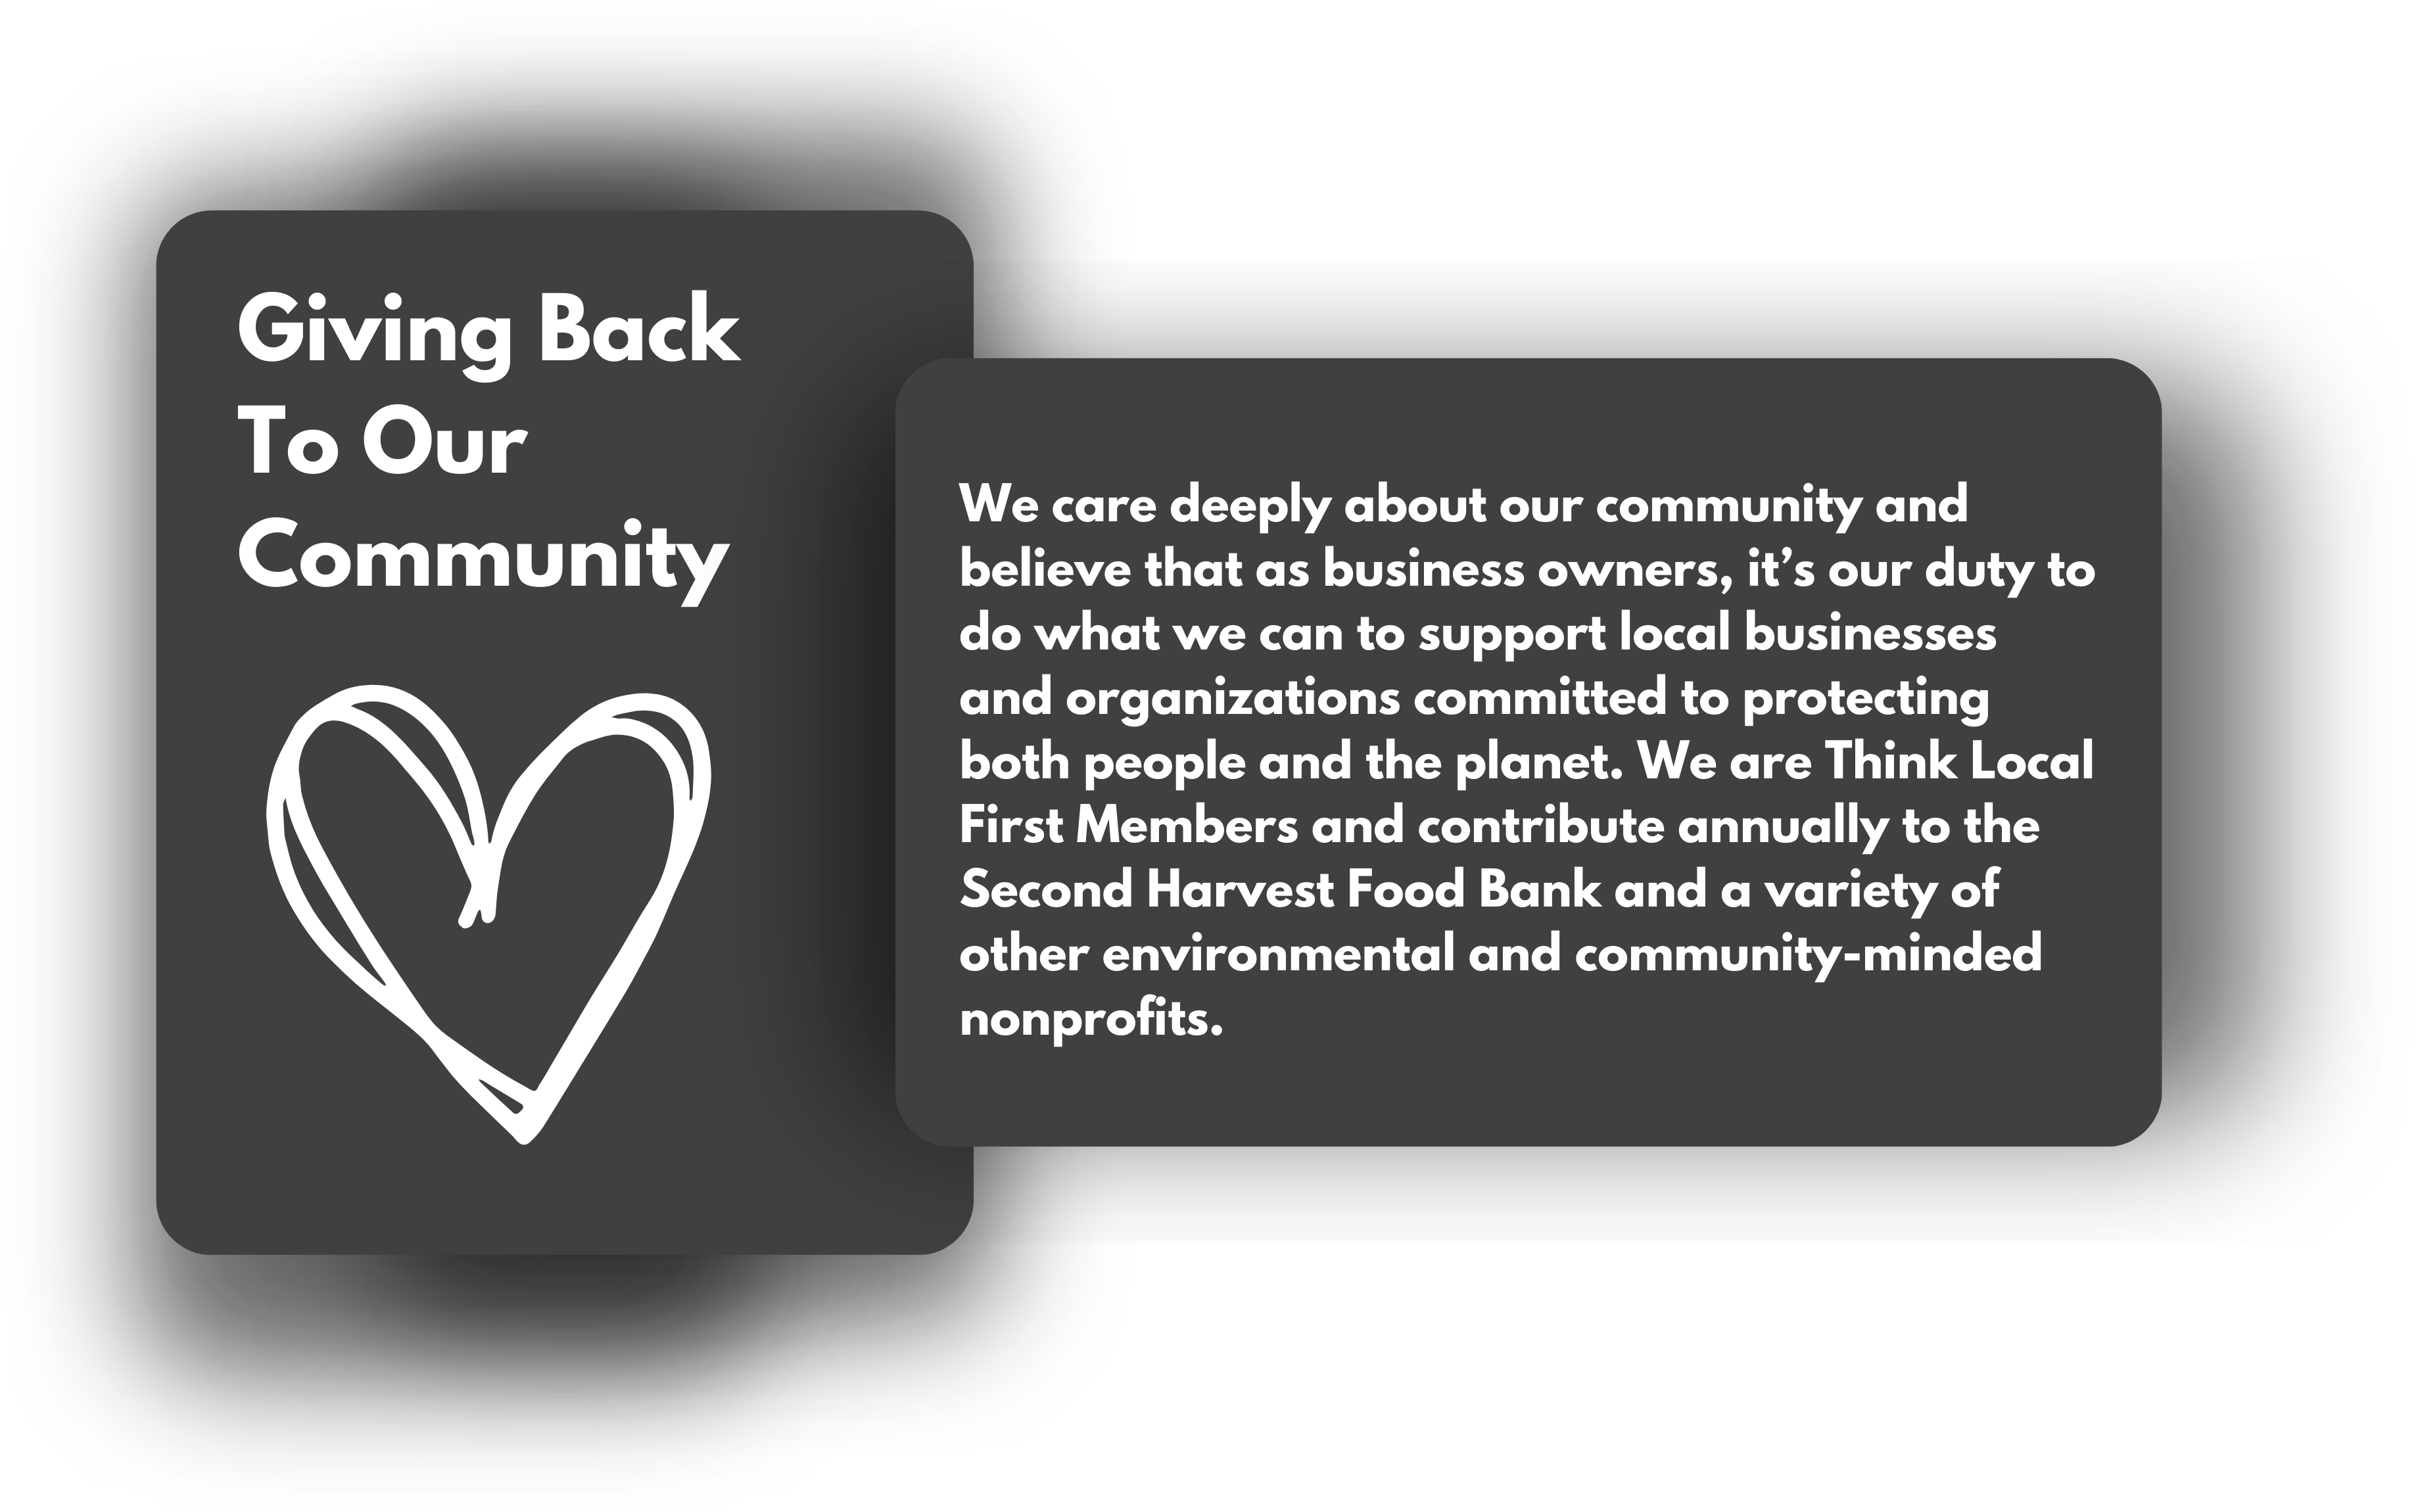 Giving Back
To Our
Community
We care deeply about our community and
believe that as business owners, it’s our duty to
do what we can to support local businesses
and organizations committed to protecting
both people and the planet. We are Think Local
First Members and contribute annually to the
Second Harvest Food Bank and a variety of
other environmental and community-minded
nonprofits.